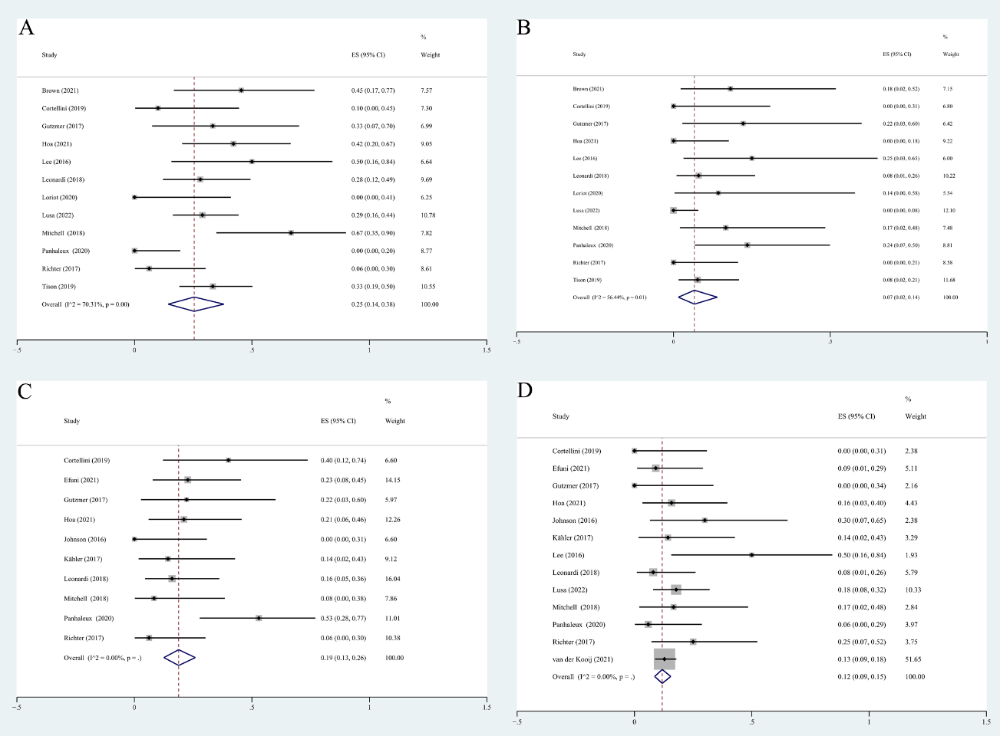 A
%
Study ES (95% CI) Weight
Brown (2021) 0.45 (0.17, 0.77) 7.57
Cortellini (2019) 0.10 (0.00, 0.45) 7.30
Gutzmer (2017) 0.33 (0.07, 0.70) 6.99
Hoa (2021) 0.42 (0.20, 0.67) 9.05
Lee (2016) 0.50 (0.16, 0.84) 6.64
Leonardi (2018) 0.28 (0.12, 0.49) 9.69
Loriot (2020) 0.00 (0.00, 0.41) 6.25
Lusa (2022) 0.29 (0.16, 0.44) 10.78
Mitchell (2018) 0.67 (0.35, 0.90) 7.82
Panhaleux (2020) 0.00 (0.00, 0.20) 8.77
Richter (2017) 0.06 (0.00, 0.30) 8.61
Tison (2019) 0.33 (0.19, 0.50) 10.55
Overall (I^2 = 70.31%, p = 0.00) 0.25 (0.14, 0.38) 100.00
-.5 0 .5 1 1.5
B
%
Study ES (95% CI) Weight
Brown (2021) 0.18 (0.02, 0.52) 7.15
Cortellini (2019) 0.00 (0.00, 0.31) 6.80
Gutzmer (2017) 0.22 (0.03, 0.60) 6.42
Hoa (2021) 0.00 (0.00, 0.18) 9.22
Lee (2016) 0.25 (0.03, 0.65) 6.00
Leonardi (2018) 0.08 (0.01, 0.26) 10.22
Loriot (2020) 0.14 (0.00, 0.58) 5.54
Lusa (2022) 0.00 (0.00, 0.08) 12.10
Mitchell (2018) 0.17 (0.02, 0.48) 7.48
Panhaleux (2020) 0.24 (0.07, 0.50) 8.81
Richter (2017) 0.00 (0.00, 0.21) 8.58
Tison (2019) 0.08 (0.02, 0.21) 11.68
Overall (I^2 = 56.44%, p = 0.01) 0.07 (0.02, 0.14) 100.00
-.5 0 .5 1
C
%
Study ES (95% CI) Weight
Cortellini (2019) 0.40 (0.12, 0.74) 6.60
Efuni (2021) 0.23 (0.08, 0.45) 14.15
Gutzmer (2017) 0.22 (0.03, 0.60) 5.97
Hoa (2021) 0.21 (0.06, 0.46) 12.26
Johnson (2016) 0.00 (0.00, 0.31) 6.60
Kähler (2017) 0.14 (0.02, 0.43) 9.12
Leonardi (2018) 0.16 (0.05, 0.36) 16.04
Mitchell (2018) 0.08 (0.00, 0.38) 7.86
Panhaleux (2020) 0.53 (0.28, 0.77) 11.01
Richter (2017) 0.06 (0.00, 0.30) 10.38
Overall (I^2 = 0.00%, p = .) 0.19 (0.13, 0.26) 100.00
-.5 0 .5 1 1.5
D
%
Study ES (95% CI) Weight
Cortellini (2019) 0.00 (0.00, 0.31) 2.38
Efuni (2021) 0.09 (0.01, 0.29) 5.11
Gutzmer (2017) 0.00 (0.00, 0.34) 2.16
Hoa (2021) 0.16 (0.03, 0.40) 4.43
Johnson (2016) 0.30 (0.07, 0.65) 2.38
Kähler (2017) 0.14 (0.02, 0.43) 3.29
Lee (2016) 0.50 (0.16, 0.84) 1.93
Leonardi (2018) 0.08 (0.01, 0.26) 5.79
Lusa (2022) 0.18 (0.08, 0.32) 10.33
Mitchell (2018) 0.17 (0.02, 0.48) 2.84
Panhaleux (2020) 0.06 (0.00, 0.29) 3.97
Richter (2017) 0.25 (0.07, 0.52) 3.75
van der Kooij (2021) 0.13 (0.09, 0.18) 51.65
Overall (I^2 = 0.00%, p = .) 0.12 (0.09, 0.15) 100.00
-.5 0 .5 1 1.5